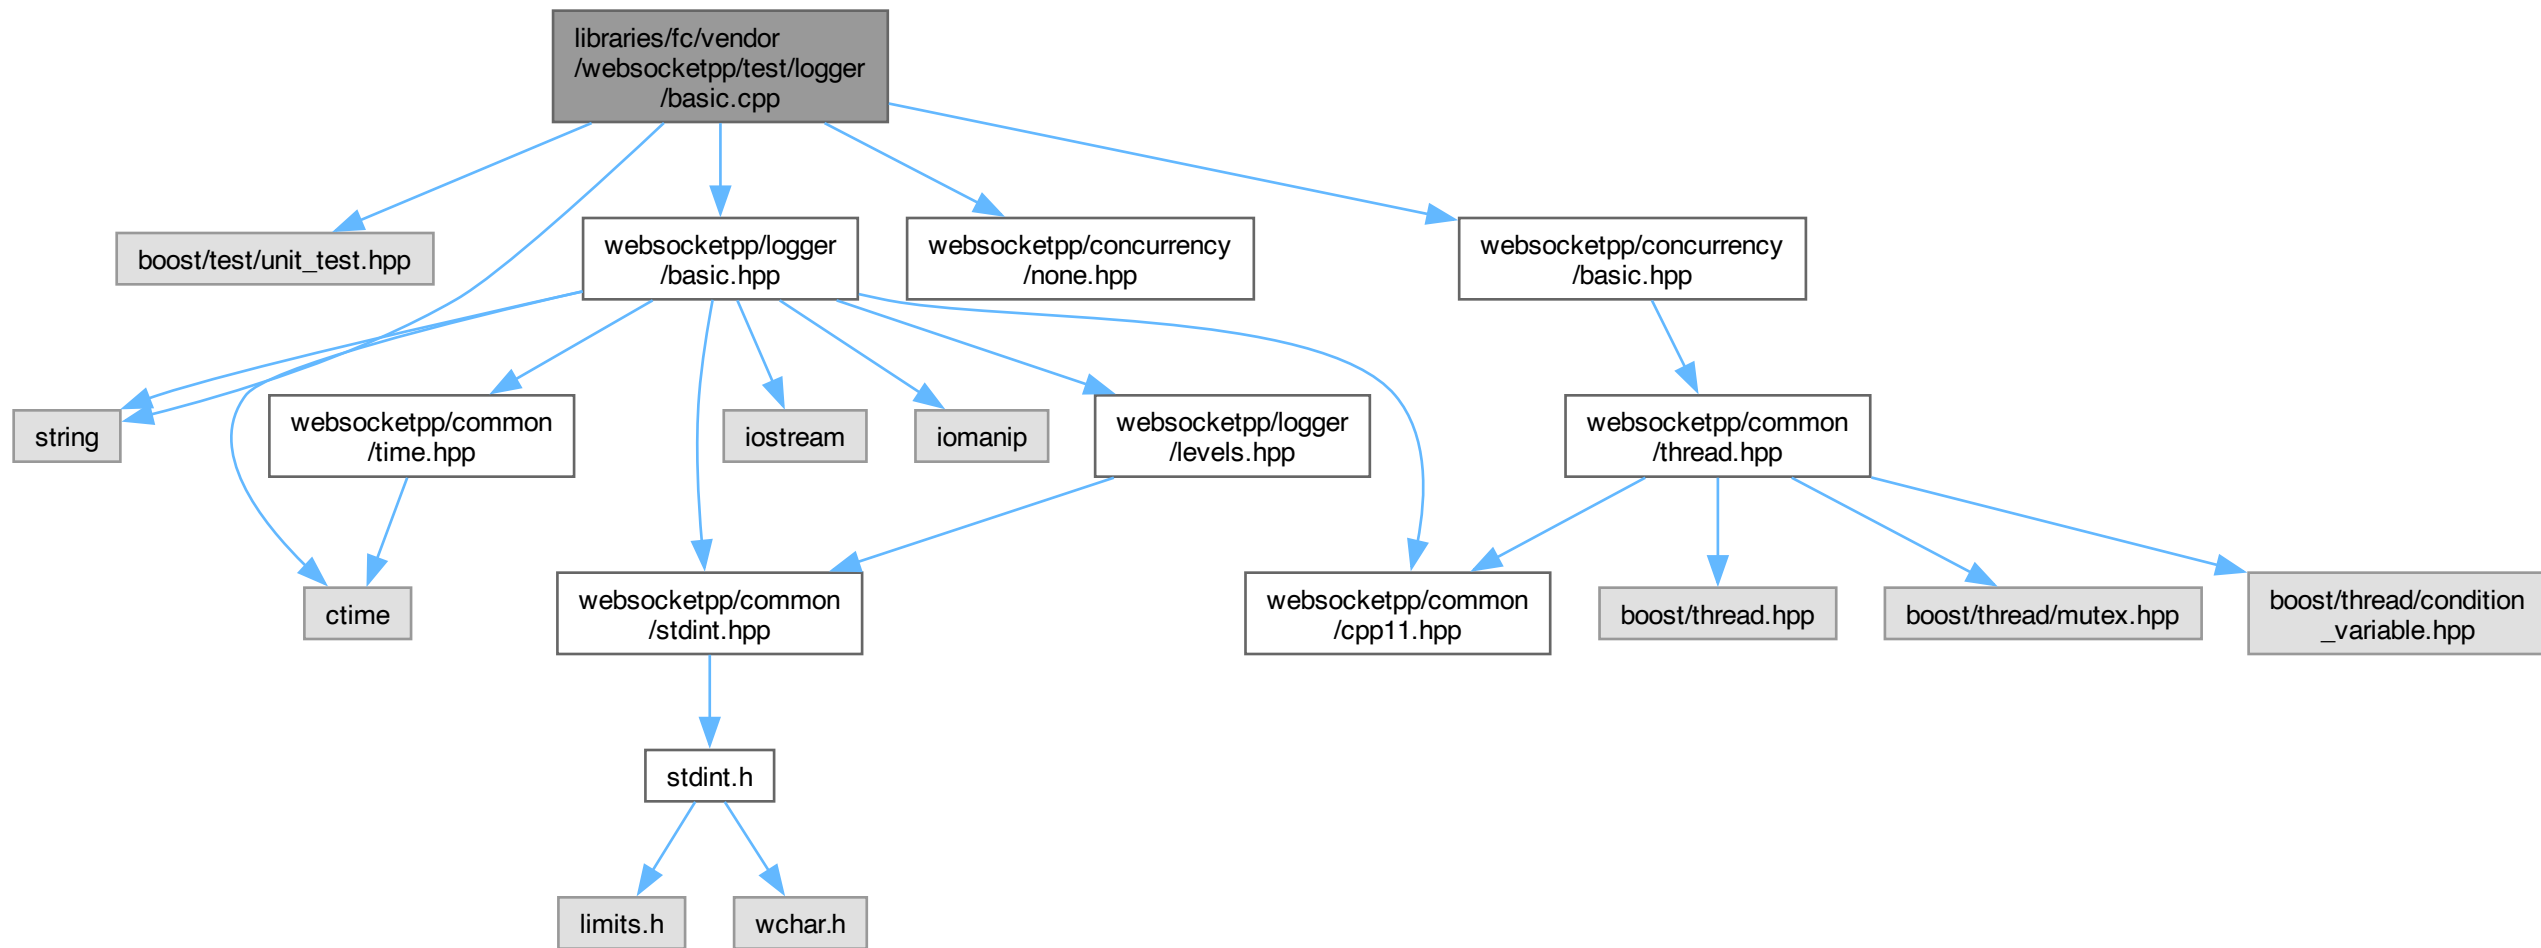 libraries/fc/vendor
/websocketpp/test/logger
/basic.cpp
boost/test/unit_test.hpp
websocketpp/logger
/basic.hpp
websocketpp/concurrency
/none.hpp
websocketpp/concurrency
/basic.hpp
string
websocketpp/common
/time.hpp
iostream
iomanip
websocketpp/logger
/levels.hpp
websocketpp/common
/thread.hpp
ctime
websocketpp/common
/stdint.hpp
websocketpp/common
/cpp11.hpp
boost/thread.hpp
boost/thread/mutex.hpp
boost/thread/condition
_variable.hpp
stdint.h
limits.h
wchar.h